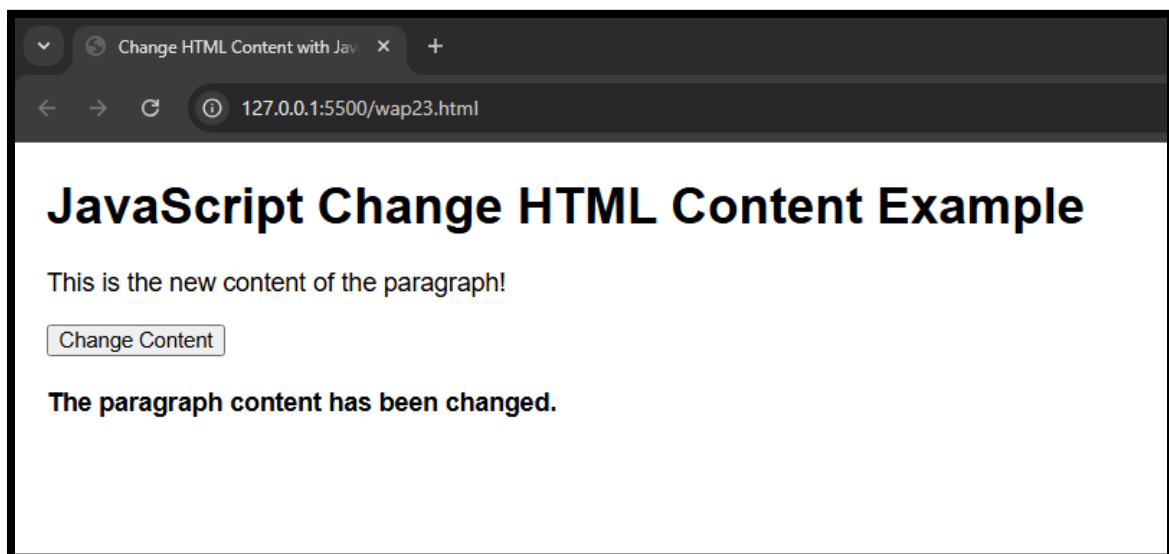 Change HTML Content with Jav
127.0.0.1:5500/wap23.html
JavaScript Change HTML Content Example
This is the new content of the paragraph!
Change Content
The paragraph content has been changed.